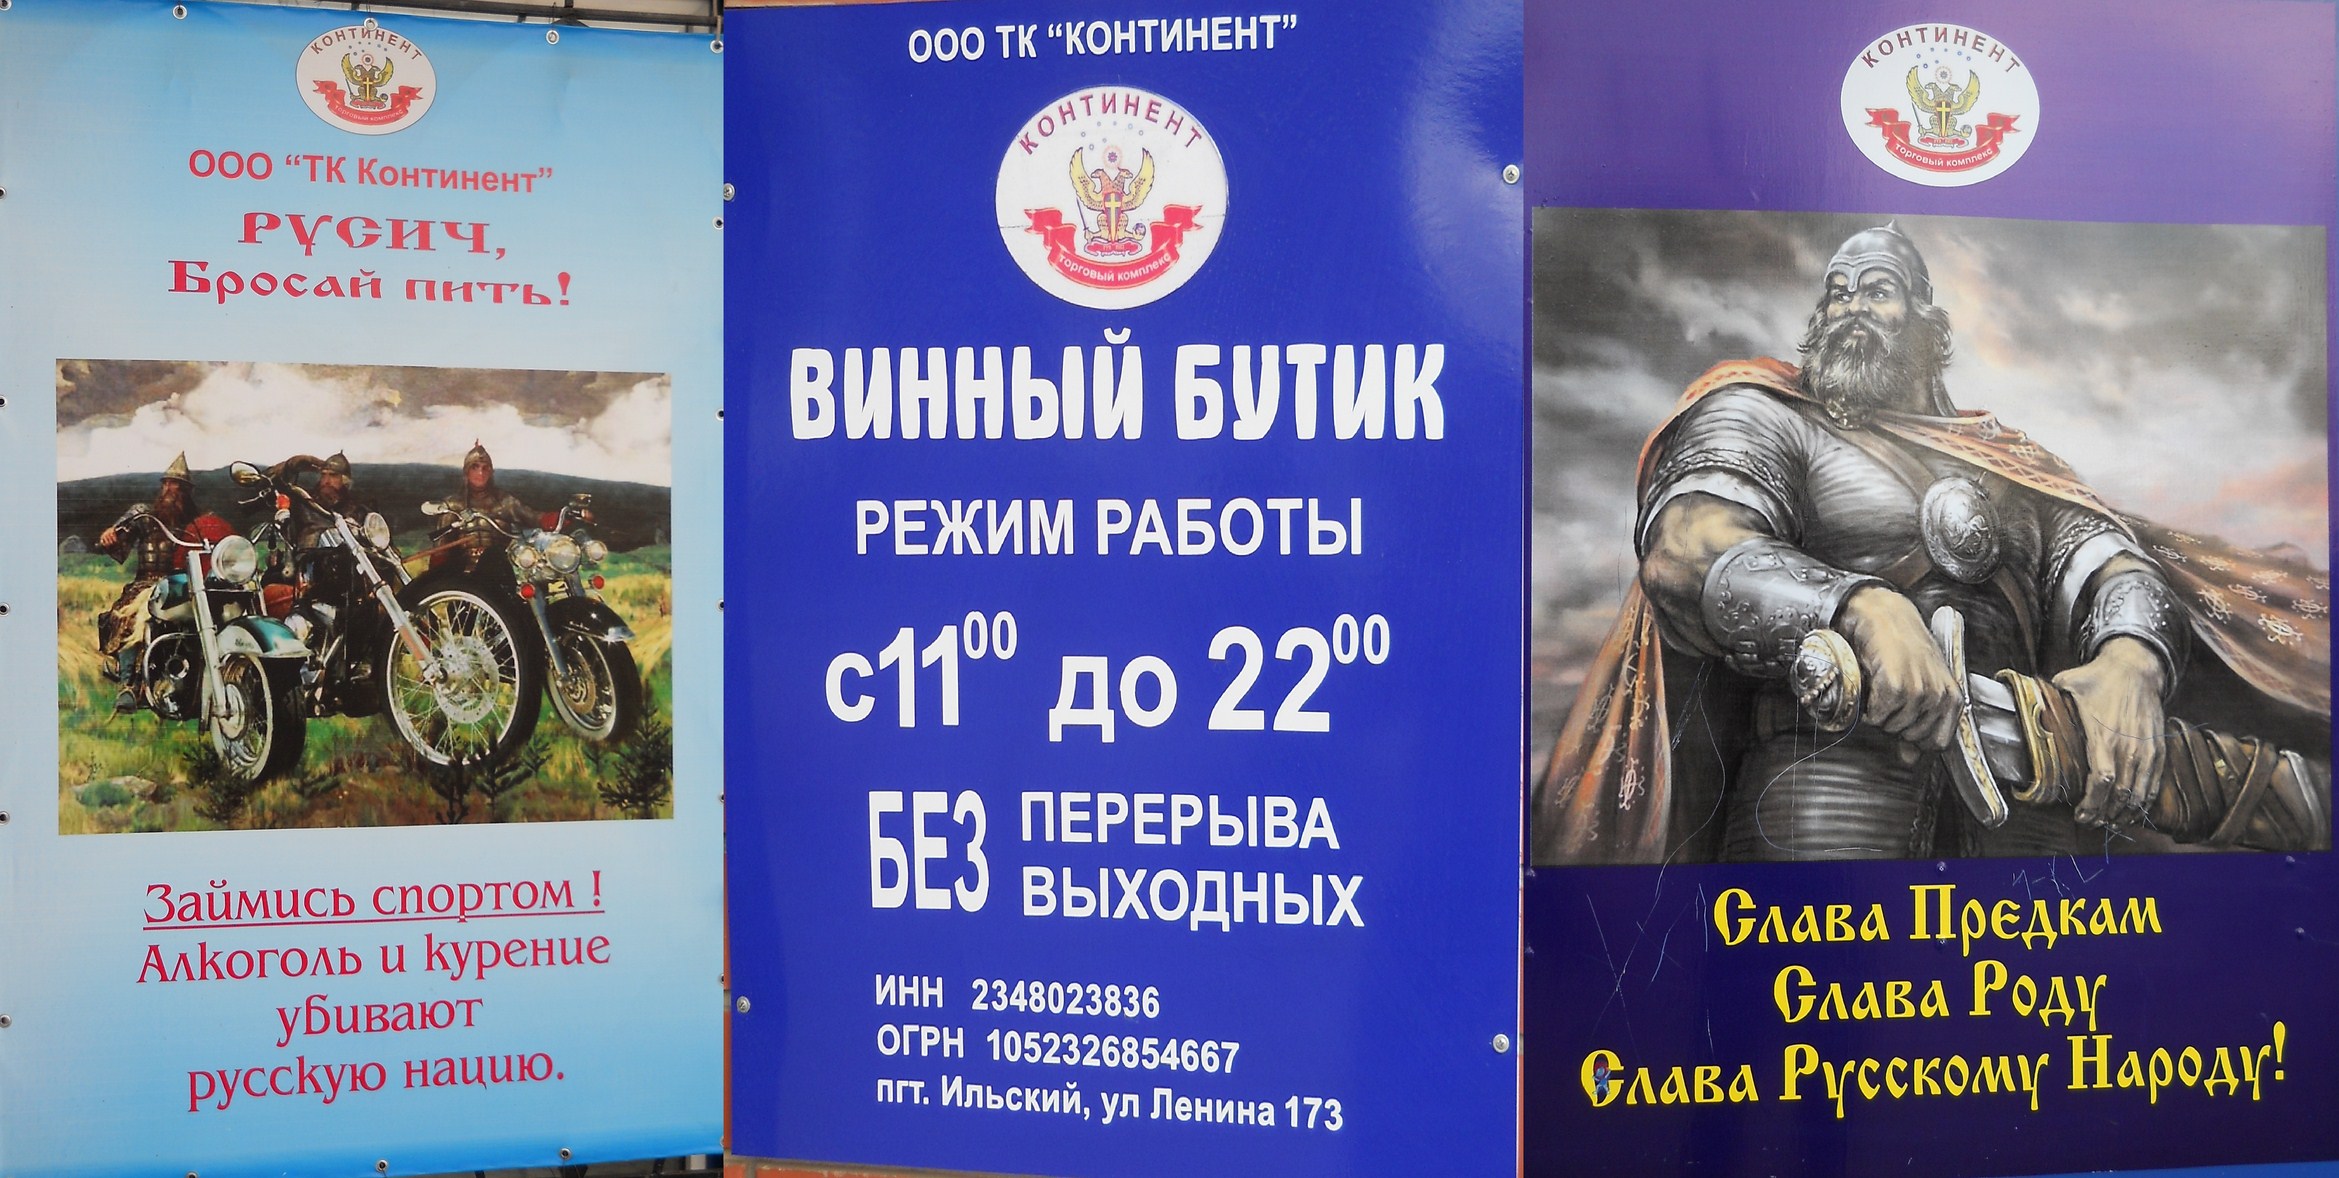 КОНТИНЕНТ
торговый комплекс
ООО “ТК Континент”
РУСИЧ,
Бросай пить!
Займись спортом !
Алкоголь и курение
убивают
русскую нацию.
ООО ТК “КОНТИНЕНТ”
КОНТИНЕНТ
торговый комплекс
ВИННЫЙ БУТИК
РЕЖИМ РАБОТЫ
с 11⁰⁰ до 22⁰⁰
БЕЗ ПЕРЕРЫВА
ВЫХОДНЫХ
ИНН 2348023836
ОГРН 1052326854667
пгт. Ильский, ул Ленина 173
КОНТИНЕНТ
торговый комплекс
Слава Предкам
Слава Роду
Слава Русскому Народу!